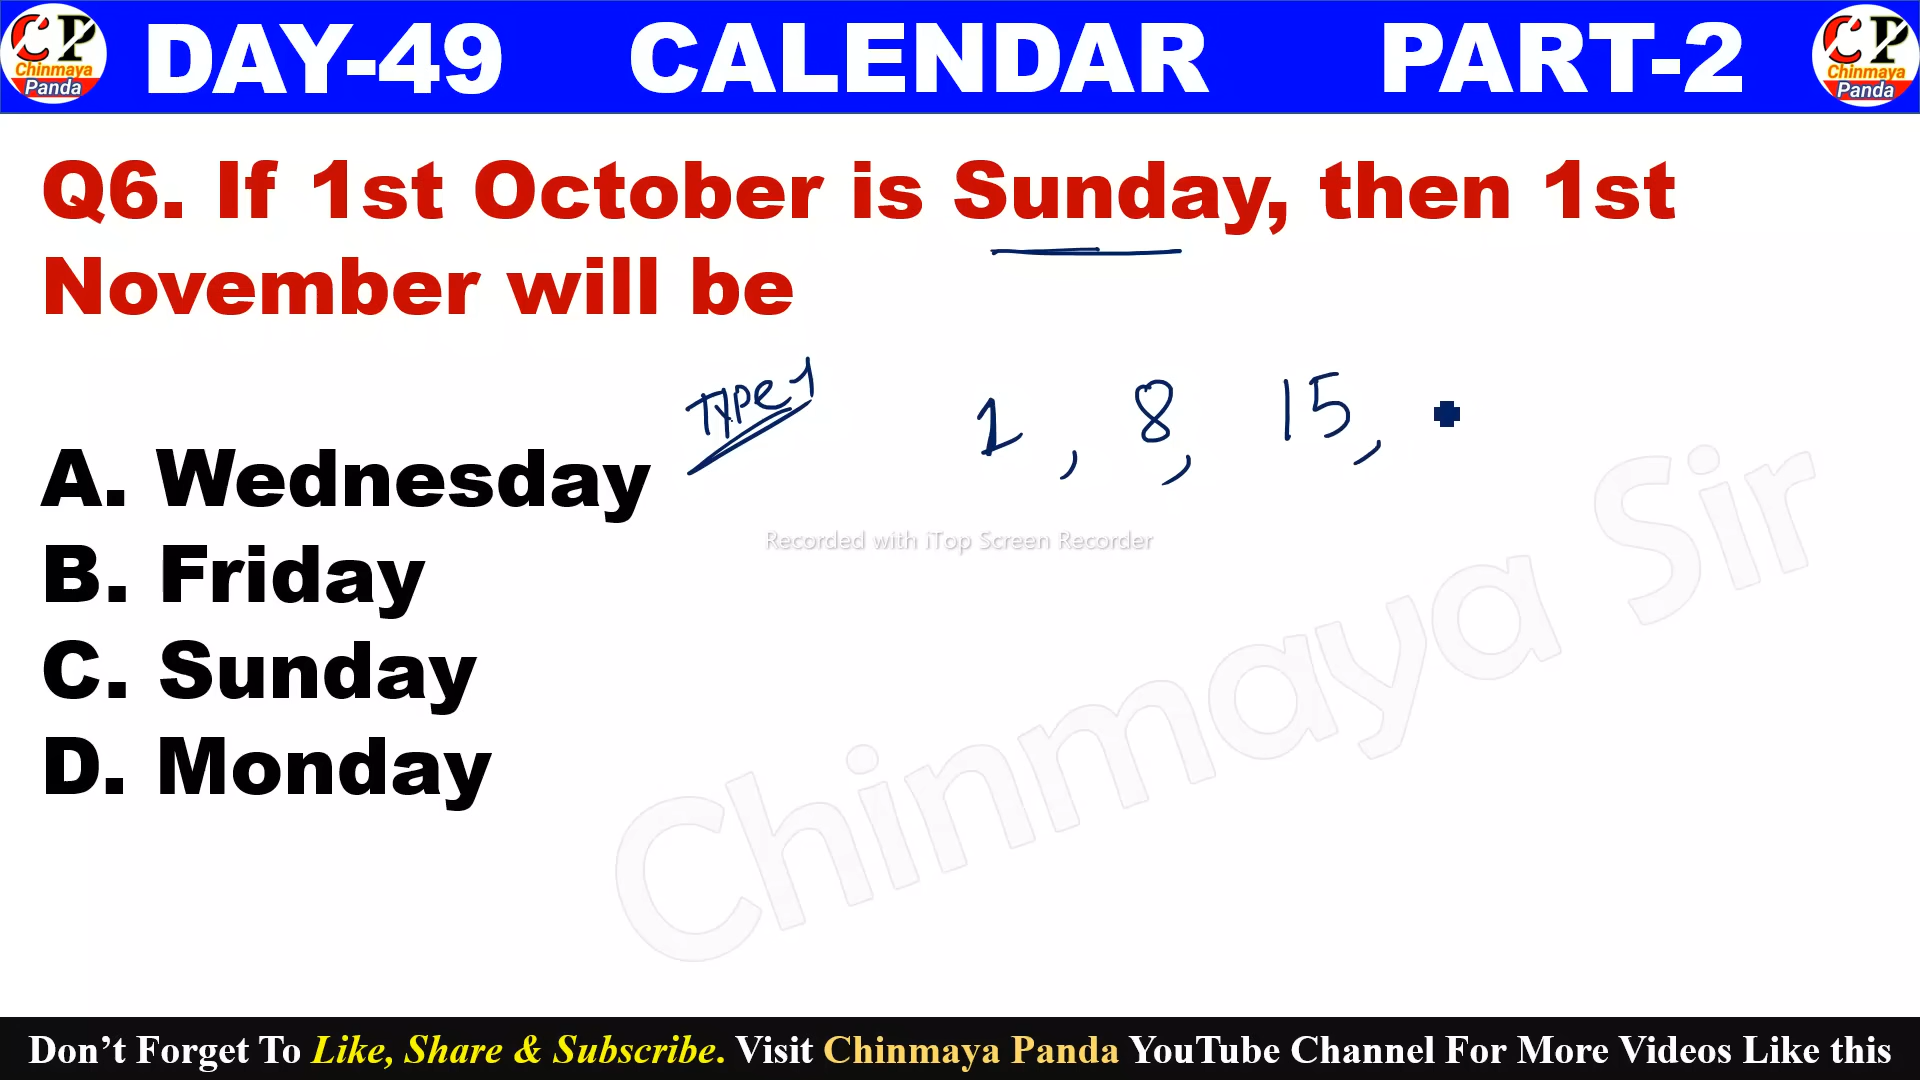 CP Chinmaya Panda DAY-49 CALENDAR PART-2 CP Chinmaya Panda
Q6. If 1st October is Sunday, then 1st
November will be
Type 1 1, 8, 15,
A. Wednesday
B. Friday
C. Sunday
D. Monday
Recorded with iTop Screen Recorder
Chinmaya Sir
Don’t Forget To Like, Share & Subscribe. Visit Chinmaya Panda YouTube Channel For More Videos Like this